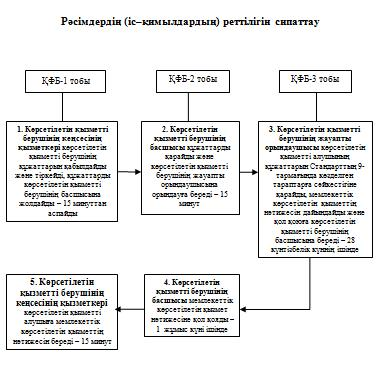 Рәсімдердің (іс–қимылдардың) реттілігін сипаттау
ҚФБ-1 тобы
ҚФБ-2 тобы
ҚФБ-3 тобы
1. Көрсетілетін қызметті
берушінің кеңсесінің
қызметкері көрсетілетін
қызметті берушінің
құжаттарын қабылдайды
және тіркейді, құжаттарды
көрсетілетін қызметті
берушінің басшысына
жолдайды – 15 минуттан
аспайды
2. Көрсетілетін
қызметті берушінің
басшысы құжаттарды
қарайды және
көрсетілетін қызметті
берушінің жауапты
орындаушысына
орындауға береді – 15
минут
3. Көрсетілетін қызметті
берушінің жауапты
орындаушысы көрсетілетін
қызметті алушының
құжаттарын Стандарттың 9-
тармағында көзделген
талаптарға сәйкестігіне
қарайды, мемлекеттік
көрсетілетін қызметтің
нәтижесін дайындайды және
қол қоюға көрсетілетін
қызметті берушінің
басшысына береді – 28
күнтізбелік күннің ішінде
4. Көрсетілетін
қызметті берушінің
басшысы мемлекеттік
көрсетілетін қызмет
нәтижесіне қол қояды –
1 жұмыс күні ішінде
5. Көрсетілетін
қызметті берушінің
кеңсесінің қызметкері
көрсетілетін қызметті
алушыға мемлекеттік
көрсетілетін қызметтің
нәтижесін береді – 15 минут